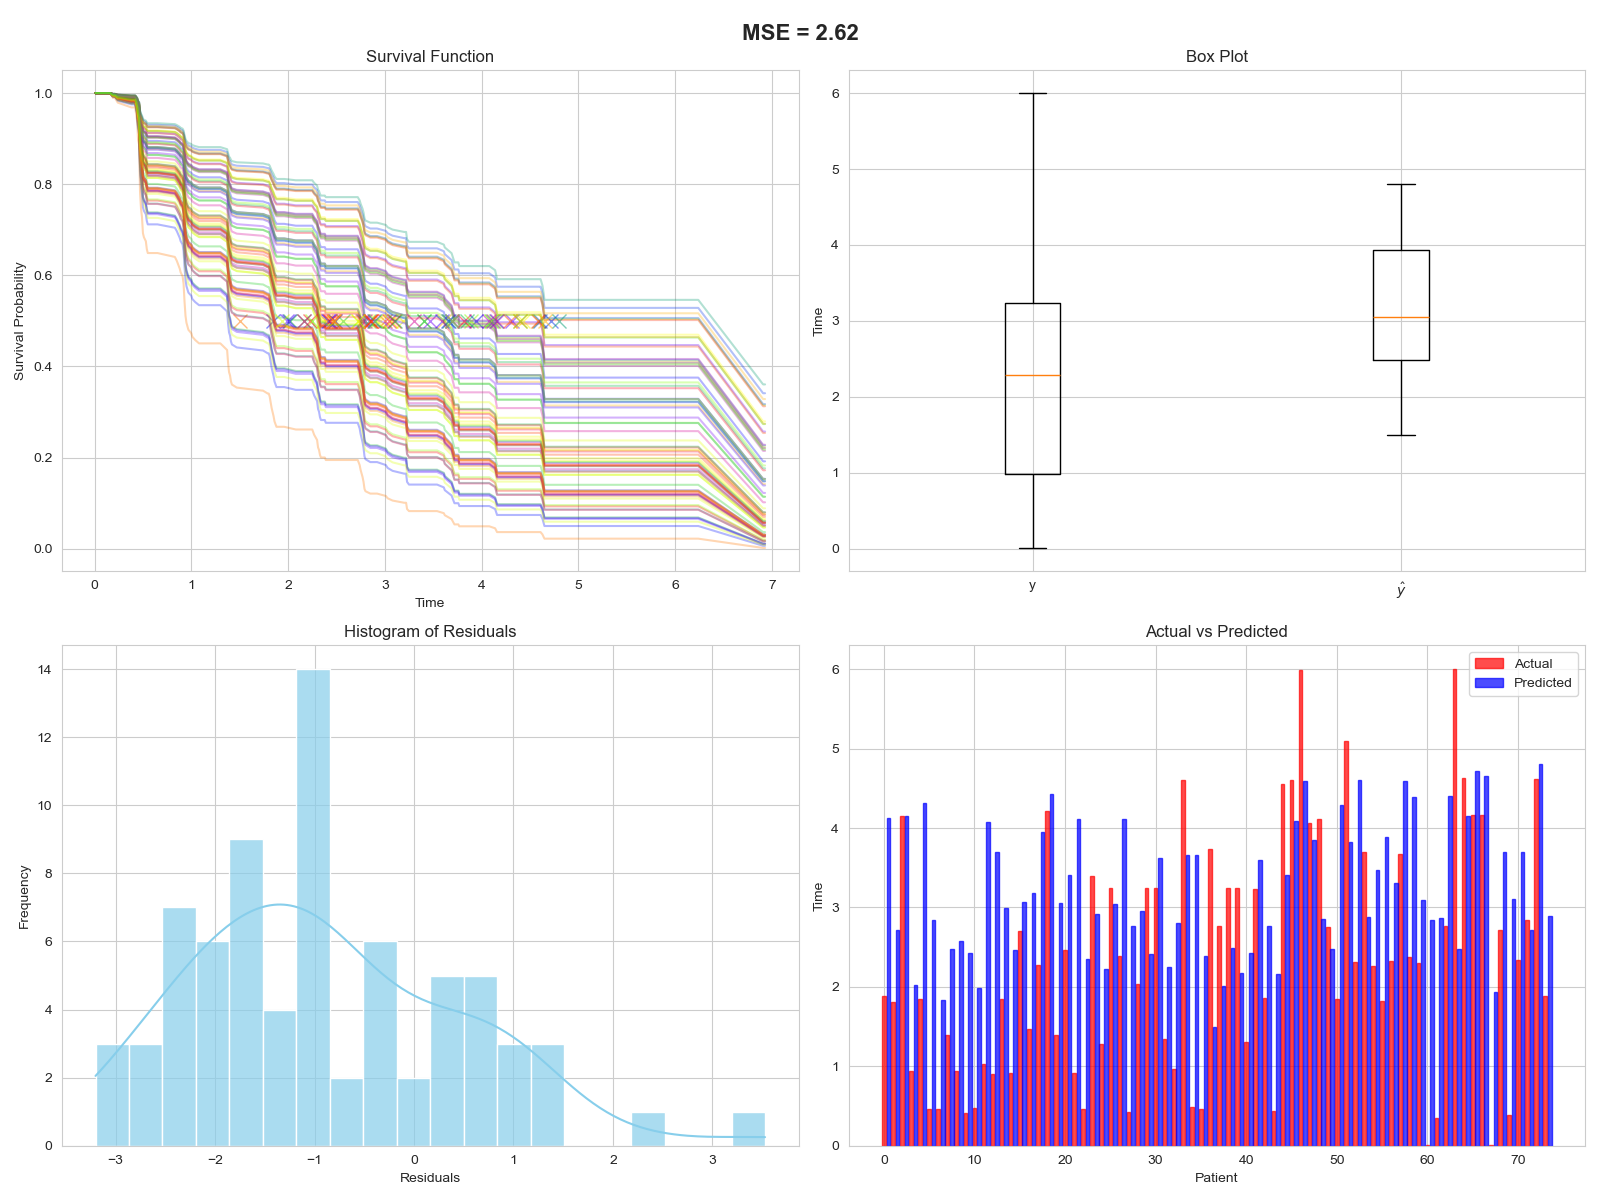 MSE = 2.62
Survival Function
Survival Probability
1.0
0.8
0.6
0.4
0.2
0.0
0 1 2 3 4 5 6 7
Time
Box Plot
Time
6
5
4
3
2
1
0
y ŷ
Histogram of Residuals
Frequency
14
12
10
8
6
4
2
0
−3 −2 −1 0 1 2 3
Residuals
Actual vs Predicted
Actual
Predicted
Time
6
5
4
3
2
1
0
0 10 20 30 40 50 60 70
Patient